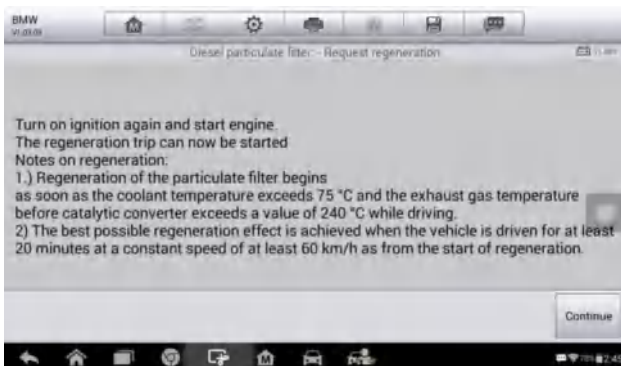 BMW
Diesel particulate filter - Request regeneration
Turn on ignition again and start engine.
The regeneration trip can now be started
Notes on regeneration:
1.) Regeneration of the particulate filter begins
as soon as the coolant temperature exceeds 75 °C and the exhaust gas temperature
before catalytic converter exceeds a value of 240 °C while driving.
2) The best possible regeneration effect is achieved when the vehicle is driven for at least
20 minutes at a constant speed of at least 60 km/h as from the start of regeneration.
Continue